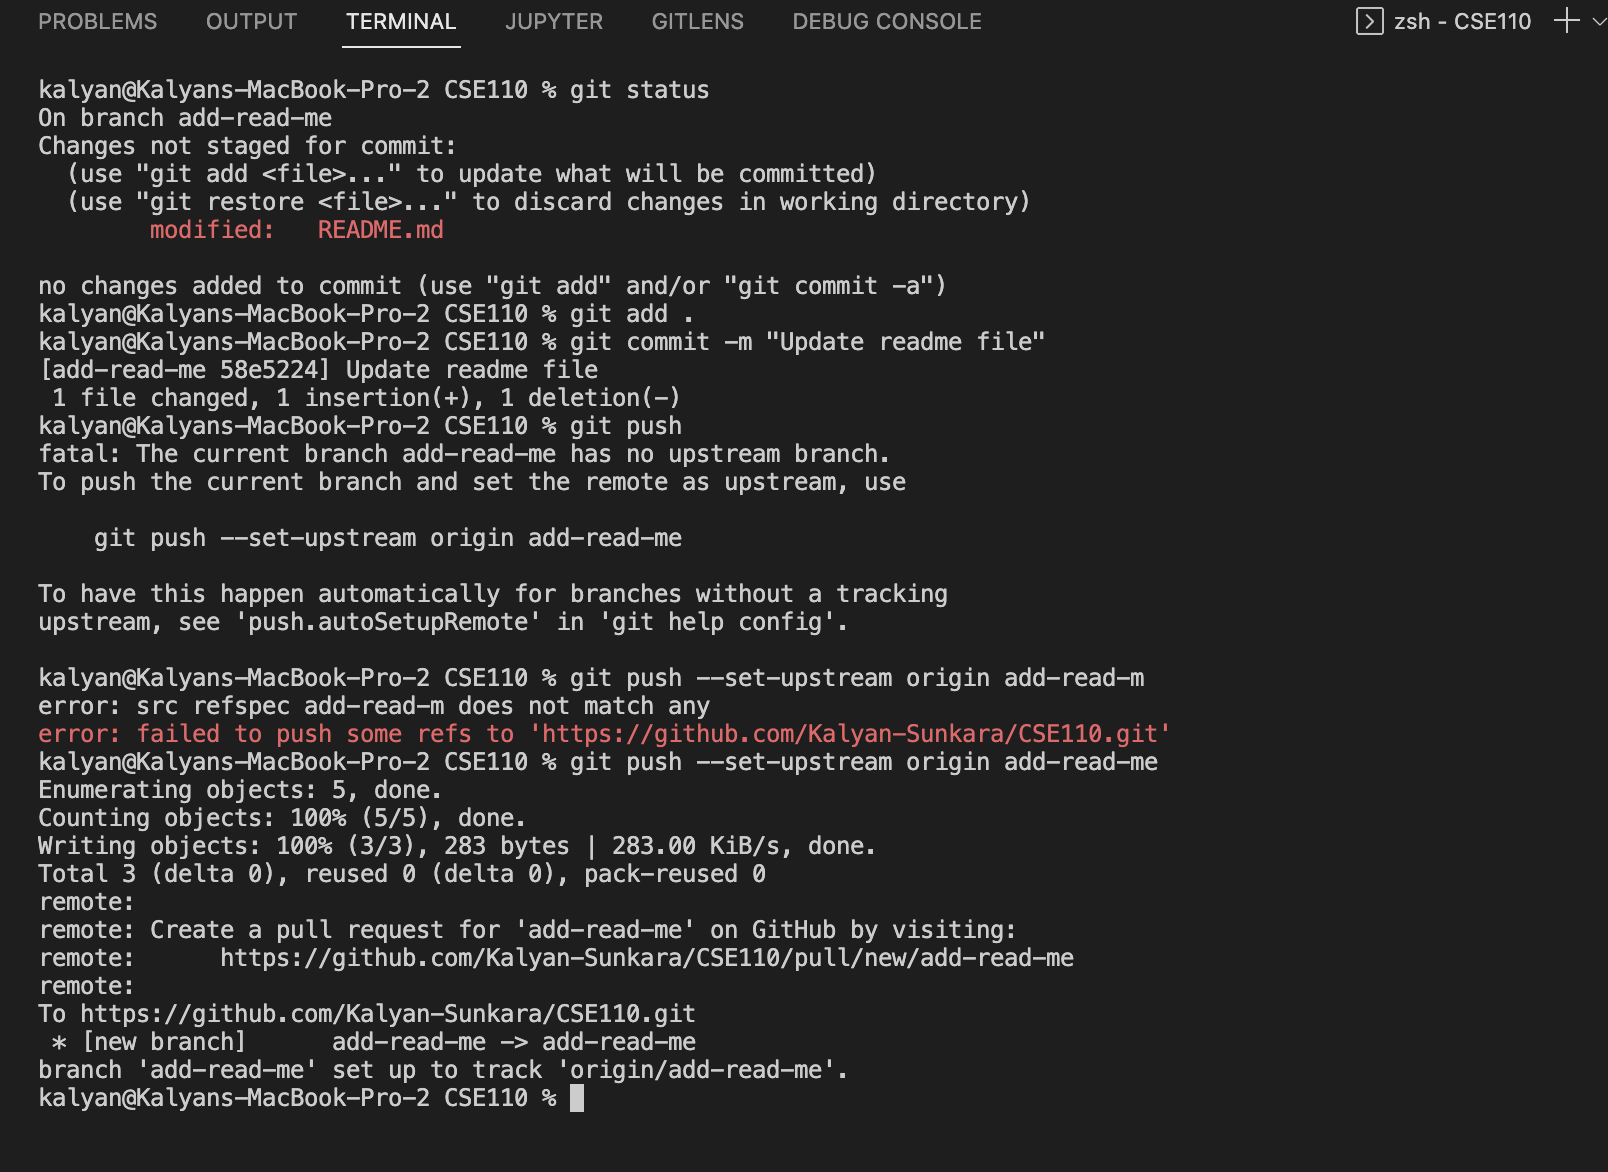 PROBLEMS OUTPUT TERMINAL JUPYTER GITLENS DEBUG CONSOLE zsh - CSE110
kalyan@Kalyans-MacBook-Pro-2 CSE110 % git status
On branch add-read-me
Changes not staged for commit:
  (use "git add <file>..." to update what will be committed)
  (use "git restore <file>..." to discard changes in working directory)
        modified:   README.md
no changes added to commit (use "git add" and/or "git commit -a")
kalyan@Kalyans-MacBook-Pro-2 CSE110 % git add .
kalyan@Kalyans-MacBook-Pro-2 CSE110 % git commit -m "Update readme file"
[add-read-me 58e5224] Update readme file
 1 file changed, 1 insertion(+), 1 deletion(-)
kalyan@Kalyans-MacBook-Pro-2 CSE110 % git push
fatal: The current branch add-read-me has no upstream branch.
To push the current branch and set the remote as upstream, use
    git push --set-upstream origin add-read-me
To have this happen automatically for branches without a tracking
upstream, see 'push.autoSetupRemote' in 'git help config'.
kalyan@Kalyans-MacBook-Pro-2 CSE110 % git push --set-upstream origin add-read-m
error: src refspec add-read-m does not match any
error: failed to push some refs to 'https://github.com/Kalyan-Sunkara/CSE110.git'
kalyan@Kalyans-MacBook-Pro-2 CSE110 % git push --set-upstream origin add-read-me
Enumerating objects: 5, done.
Counting objects: 100% (5/5), done.
Writing objects: 100% (3/3), 283 bytes | 283.00 KiB/s, done.
Total 3 (delta 0), reused 0 (delta 0), pack-reused 0
remote:
remote: Create a pull request for 'add-read-me' on GitHub by visiting:
remote:      https://github.com/Kalyan-Sunkara/CSE110/pull/new/add-read-me
remote:
To https://github.com/Kalyan-Sunkara/CSE110.git
 * [new branch]      add-read-me -> add-read-me
branch 'add-read-me' set up to track 'origin/add-read-me'.
kalyan@Kalyans-MacBook-Pro-2 CSE110 %